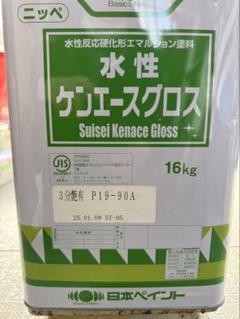 Basic
ニッペ
水性反応硬化形エマルション塗料
水性
ケンエースグロス
Suisei Kenace Gloss
JIS
16kg
3分艶有 P19-90A
25.01.09 ST-05
日本ペイント